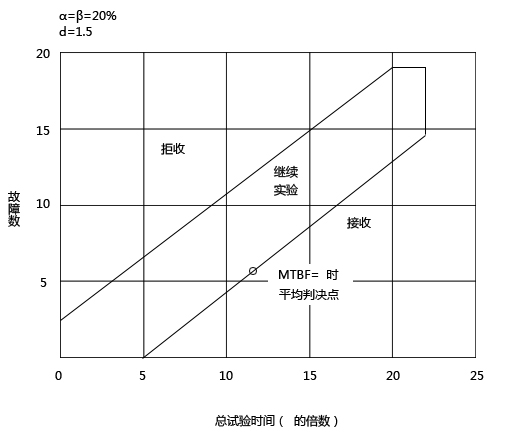 α=β=20%
d=1.5
20
15
10
5
拒收
继续
实验
接收
MTBF= 时
平均判决点
故障数
0 5 10 15 20 25
总试验时间( 的倍数)